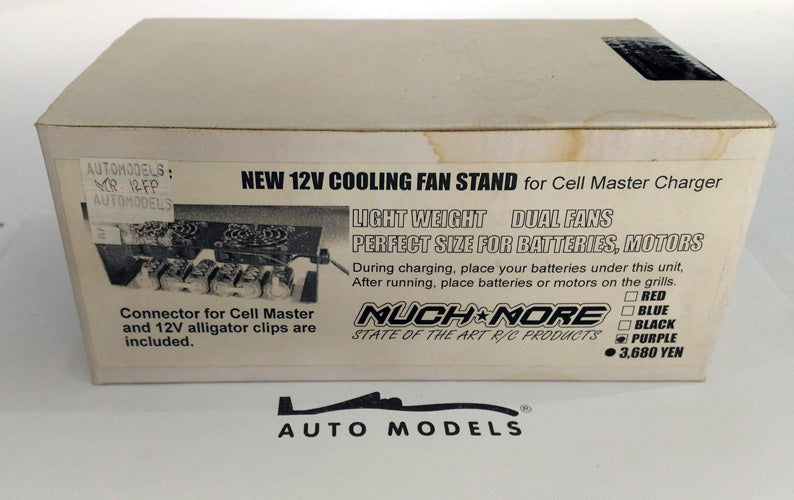 AUTOMODELS:
MR-12FP
AUTOMODELS
NEW 12V COOLING FAN STAND for Cell Master Charger
LIGHT WEIGHT DUAL FANS
PERFECT SIZE FOR BATTERIES, MOTORS
During charging, place your batteries under this unit,
After running, place batteries or motors on the grills.
Connector for Cell Master
and 12V alligator clips are
included.
MUCH★MORE
STATE OF THE ART R/C PRODUCTS
RED
BLUE
BLACK
PURPLE
● 3,680 YEN
®
AUTO MODELS